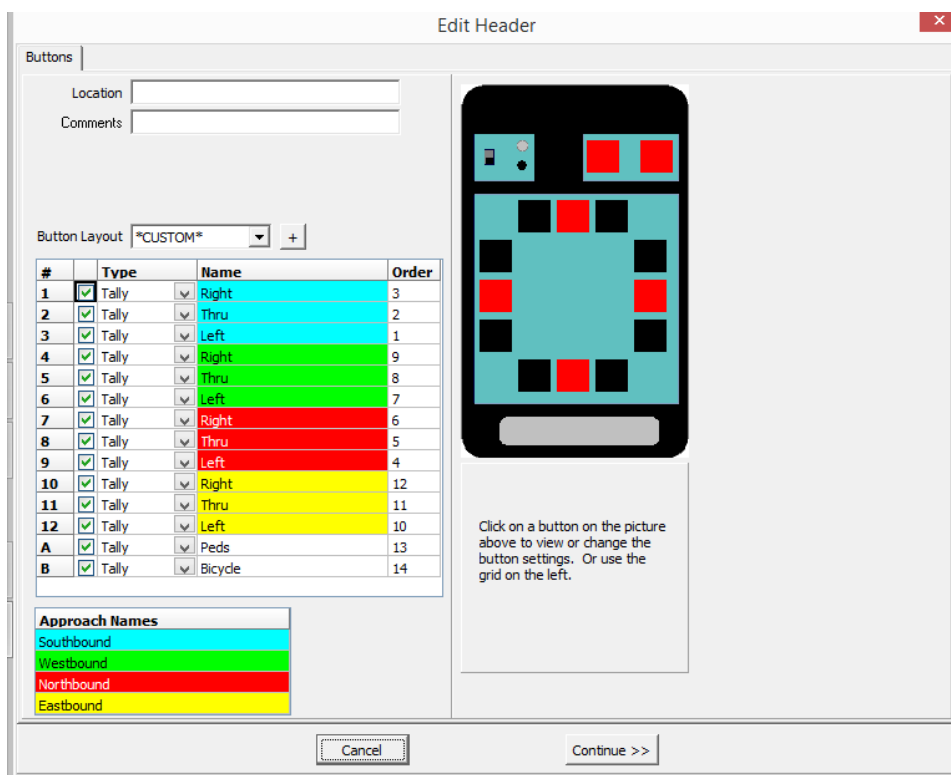 Edit Header
Buttons
Location
Comments
Button Layout *CUSTOM* +
# Type Name Order
1 Tally Right 3
2 Tally Thru 2
3 Tally Left 1
4 Tally Right 9
5 Tally Thru 8
6 Tally Left 7
7 Tally Right 6
8 Tally Thru 5
9 Tally Left 4
10 Tally Right 12
11 Tally Thru 11
12 Tally Left 10
A Tally Peds 13
B Tally Bicycle 14
Approach Names
Southbound
Westbound
Northbound
Eastbound
Click on a button on the picture
above to view or change the
button settings. Or use the
grid on the left.
Cancel Continue >>